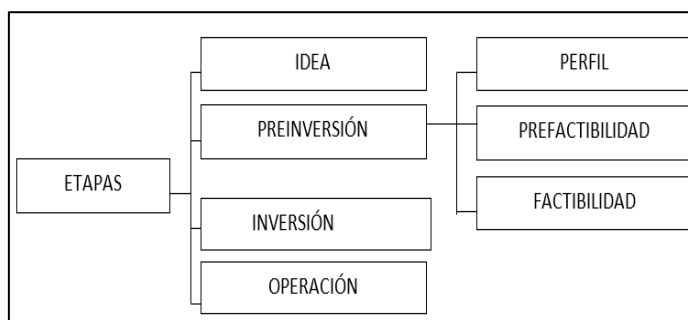 IDEA
PERFIL
PREINVERSIÓN
PREFACTIBILIDAD
ETAPAS
FACTIBILIDAD
INVERSIÓN
OPERACIÓN